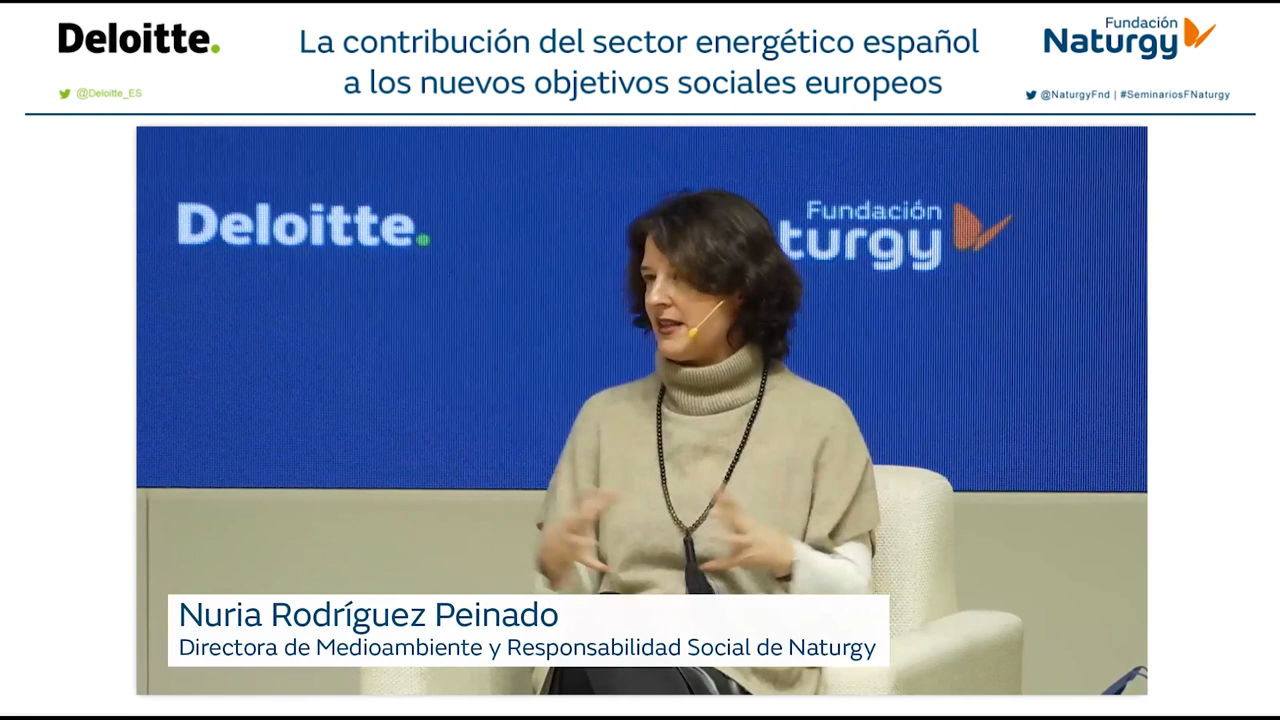 Deloitte.
@Deloitte_ES
La contribución del sector energético español
a los nuevos objetivos sociales europeos
Fundación
Naturgy
@NaturgyFnd | #SeminariosFNaturgy
Deloitte.
Fundación
turgy
Nuria Rodríguez Peinado
Directora de Medioambiente y Responsabilidad Social de Naturgy